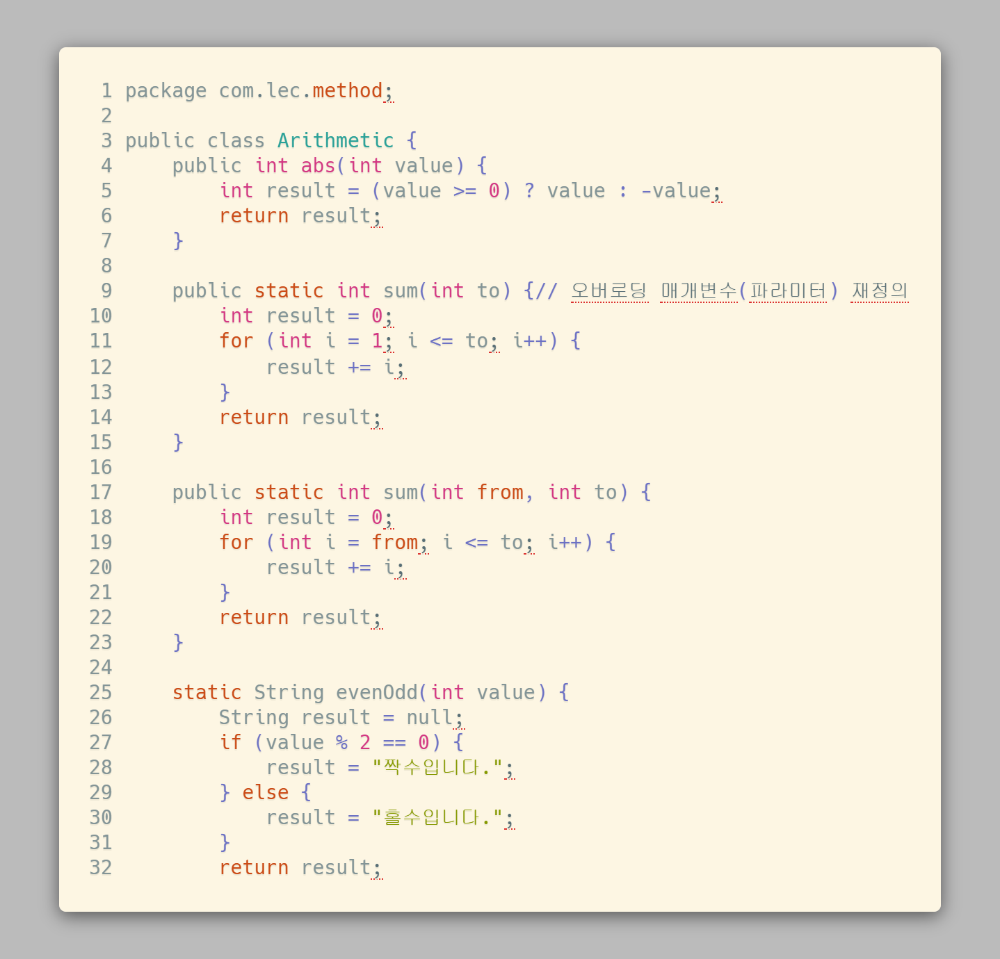 1 package com.lec.method;
2
3 public class Arithmetic {
4     public int abs(int value) {
5         int result = (value >= 0) ? value : -value;
6         return result;
7     }
8
9     public static int sum(int to) {// 오버로딩 매개변수(파라미터) 재정의
10         int result = 0;
11         for (int i = 1; i <= to; i++) {
12             result += i;
13         }
14         return result;
15     }
16
17     public static int sum(int from, int to) {
18         int result = 0;
19         for (int i = from; i <= to; i++) {
20             result += i;
21         }
22         return result;
23     }
24
25     static String evenOdd(int value) {
26         String result = null;
27         if (value % 2 == 0) {
28             result = "짝수입니다.";
29         } else {
30             result = "홀수입니다.";
31         }
32         return result;